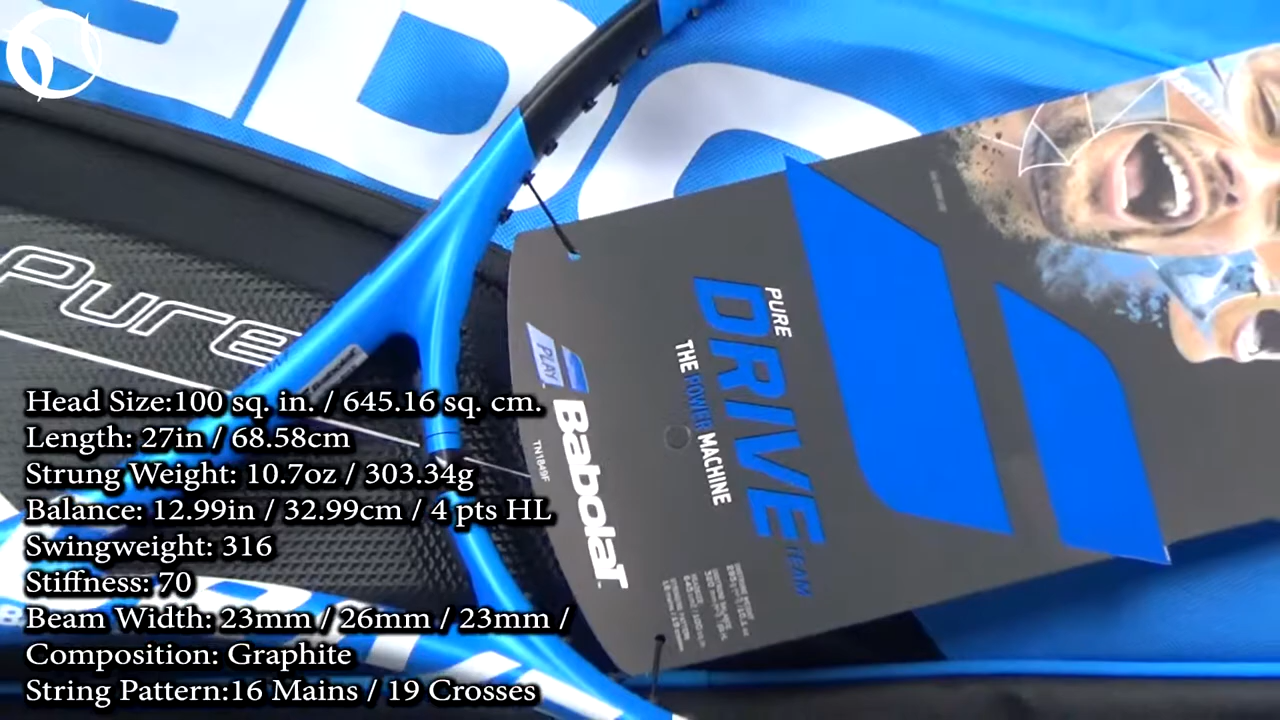 Pure
PURE
DRIVE
TEAM
THE POWER MACHINE
PLAY
Babolat
TN1849F
Head Size:100 sq. in. / 645.16 sq. cm.
Length: 27in / 68.58cm
Strung Weight: 10.7oz / 303.34g
Balance: 12.99in / 32.99cm / 4 pts HL
Swingweight: 316
Stiffness: 70
Beam Width: 23mm / 26mm / 23mm /
Composition: Graphite
String Pattern:16 Mains / 19 Crosses